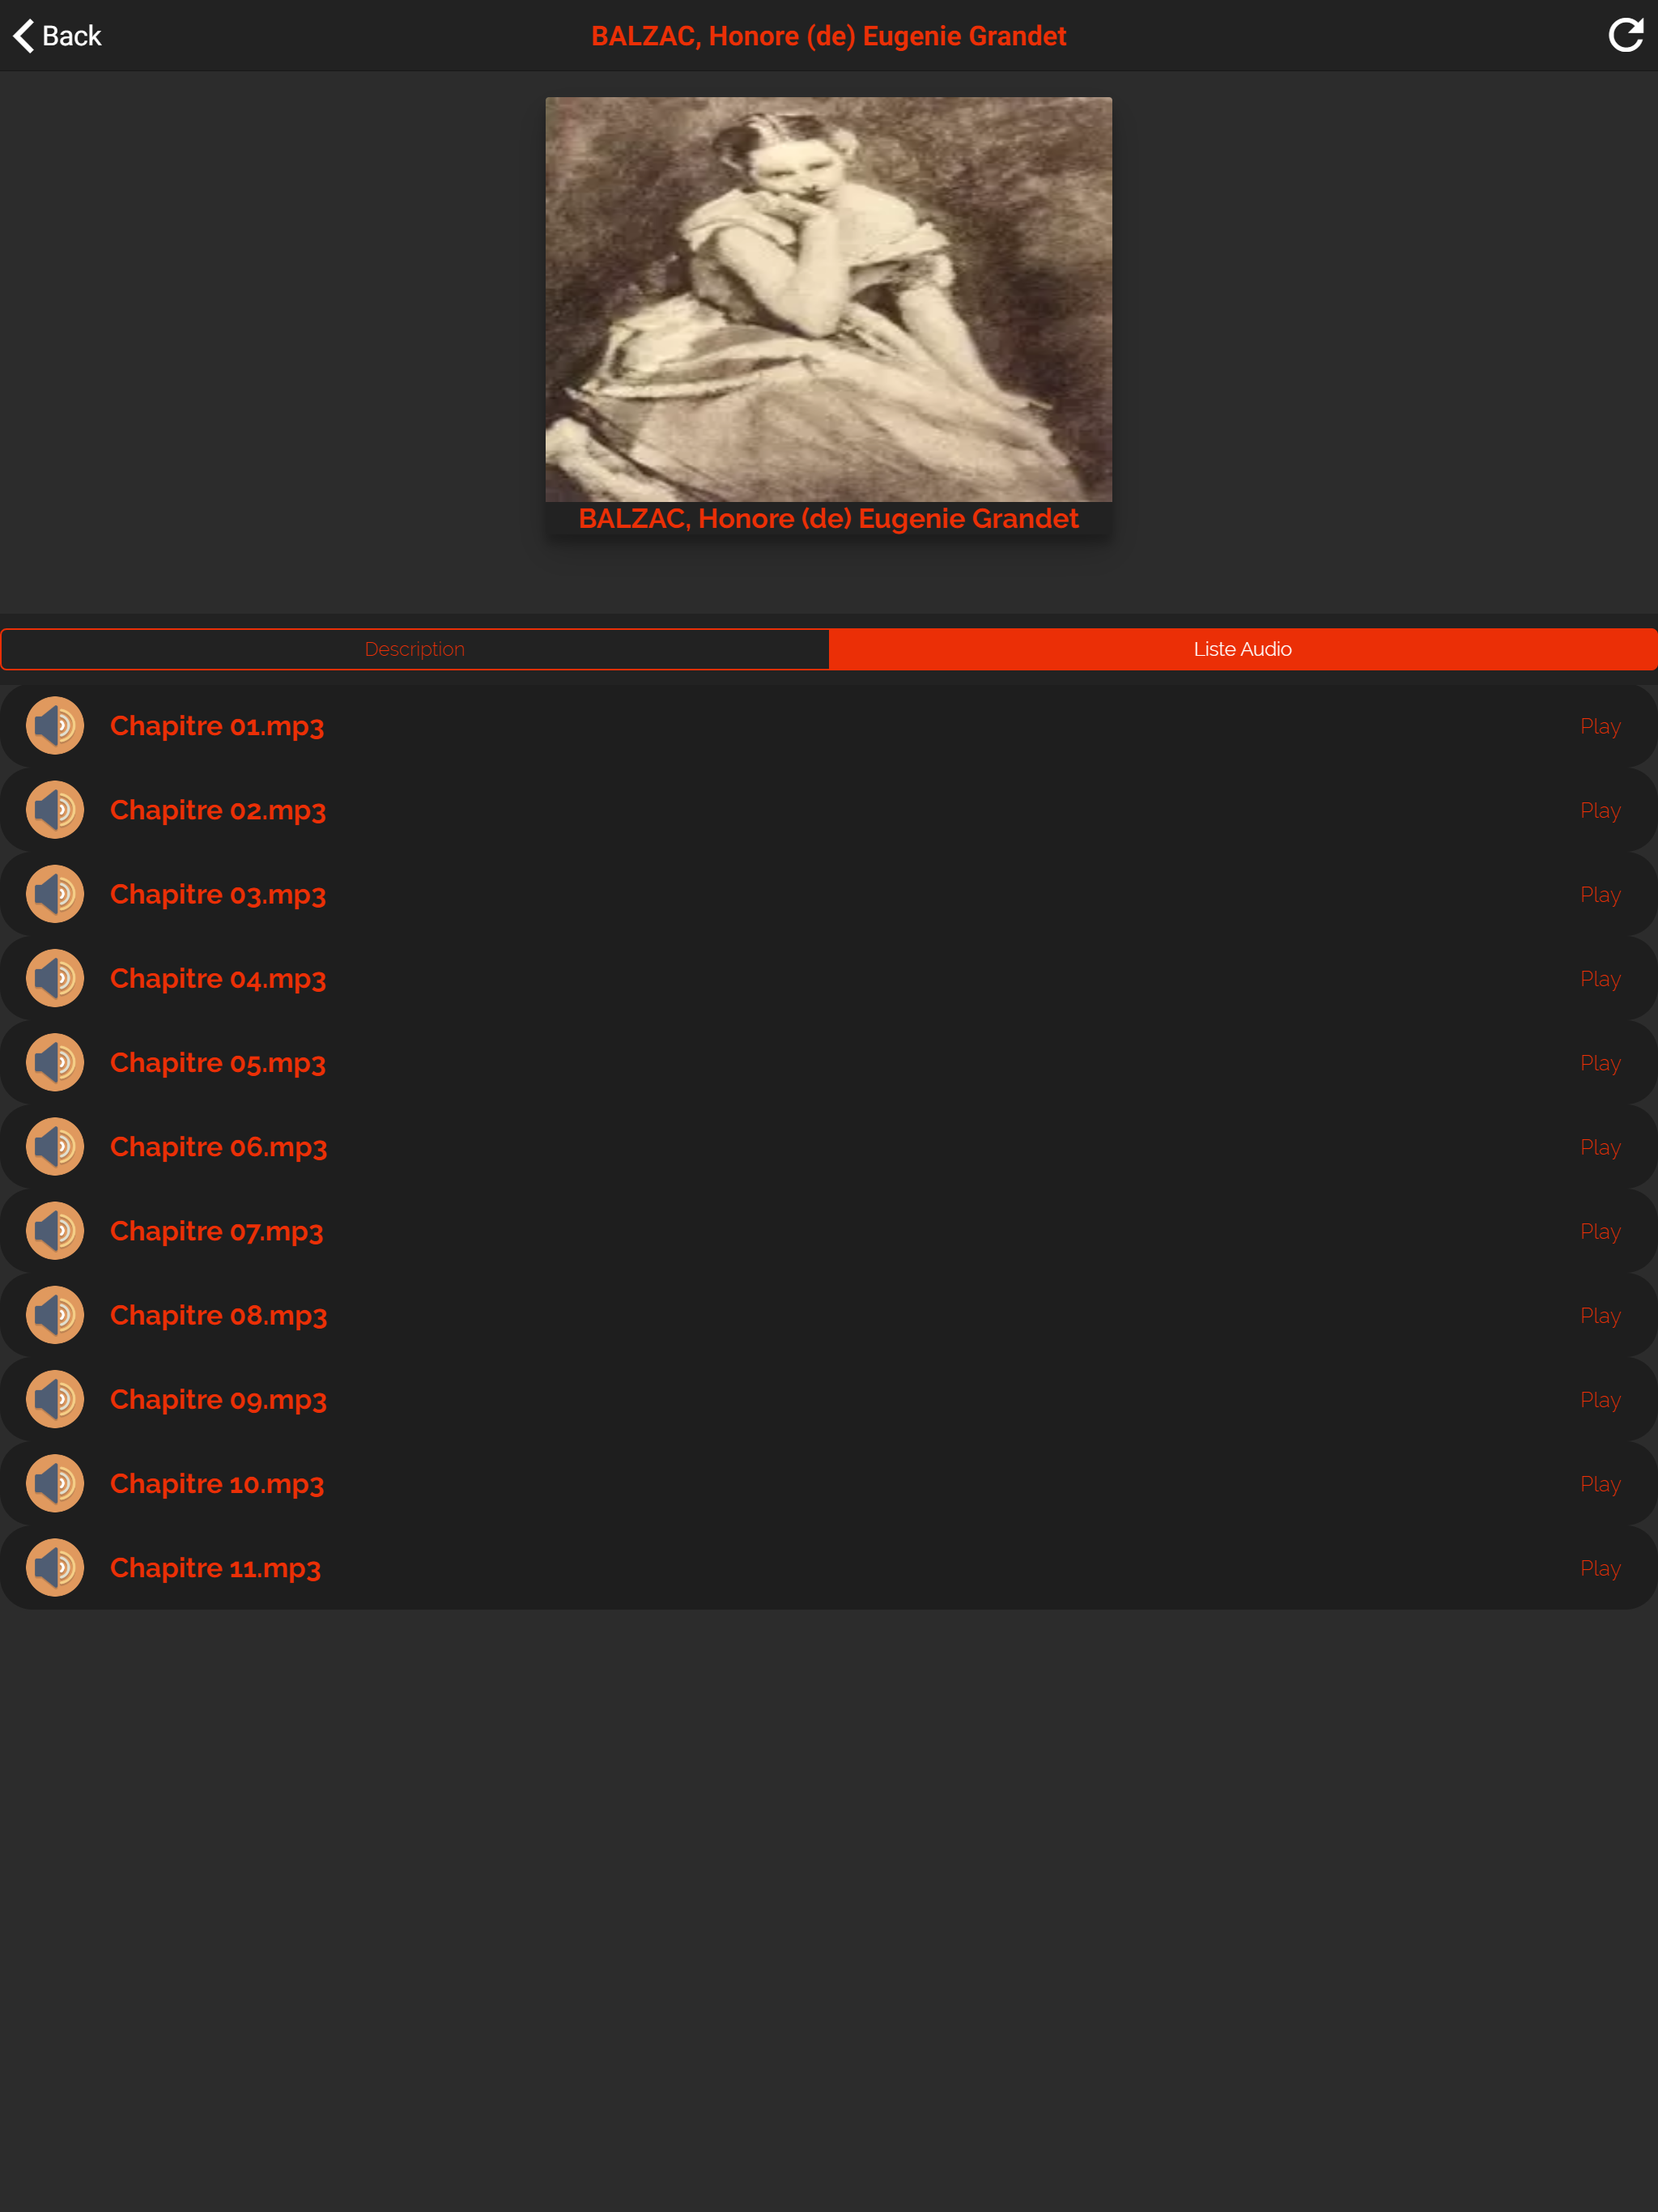 Back
BALZAC, Honore (de) Eugenie Grandet
BALZAC, Honore (de) Eugenie Grandet
Description
Liste Audio
Chapitre 01.mp3 Play
Chapitre 02.mp3 Play
Chapitre 03.mp3 Play
Chapitre 04.mp3 Play
Chapitre 05.mp3 Play
Chapitre 06.mp3 Play
Chapitre 07.mp3 Play
Chapitre 08.mp3 Play
Chapitre 09.mp3 Play
Chapitre 10.mp3 Play
Chapitre 11.mp3 Play